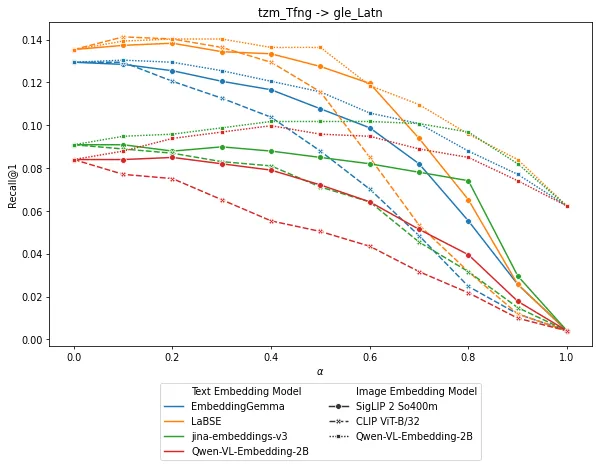 tzm_Tfng -> gle_Latn
0.14
0.12
0.10
0.08
0.06
0.04
0.02
0.00
Recall@1
0.0 0.2 0.4 0.6 0.8 1.0
α
Text Embedding Model
EmbeddingGemma
LaBSE
jina-embeddings-v3
Qwen-VL-Embedding-2B
Image Embedding Model
SigLIP 2 So400m
CLIP ViT-B/32
Qwen-VL-Embedding-2B